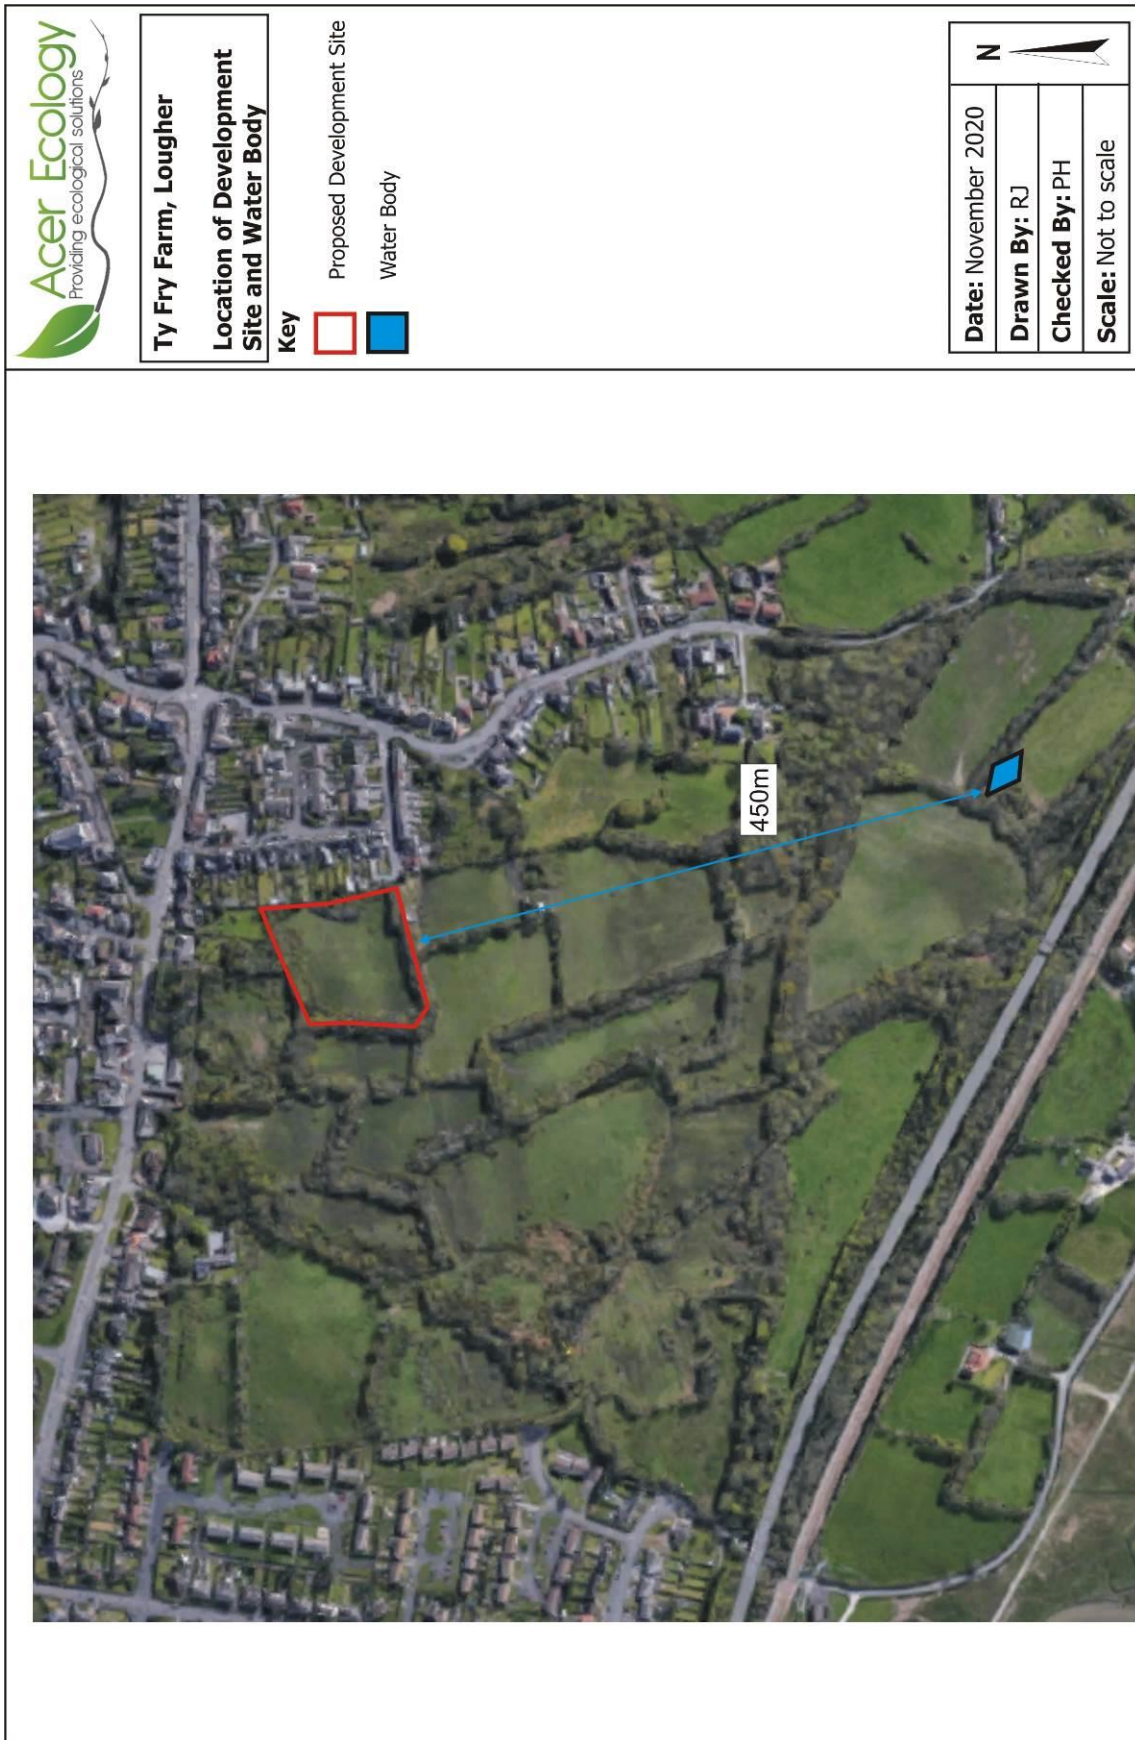 Acer Ecology
Providing ecological solutions
Ty Fry Farm, Lougher
Location of Development
Site and Water Body
Key
Proposed Development Site
Water Body
450m
N
Date: November 2020
Drawn By: RJ
Checked By: PH
Scale: Not to scale